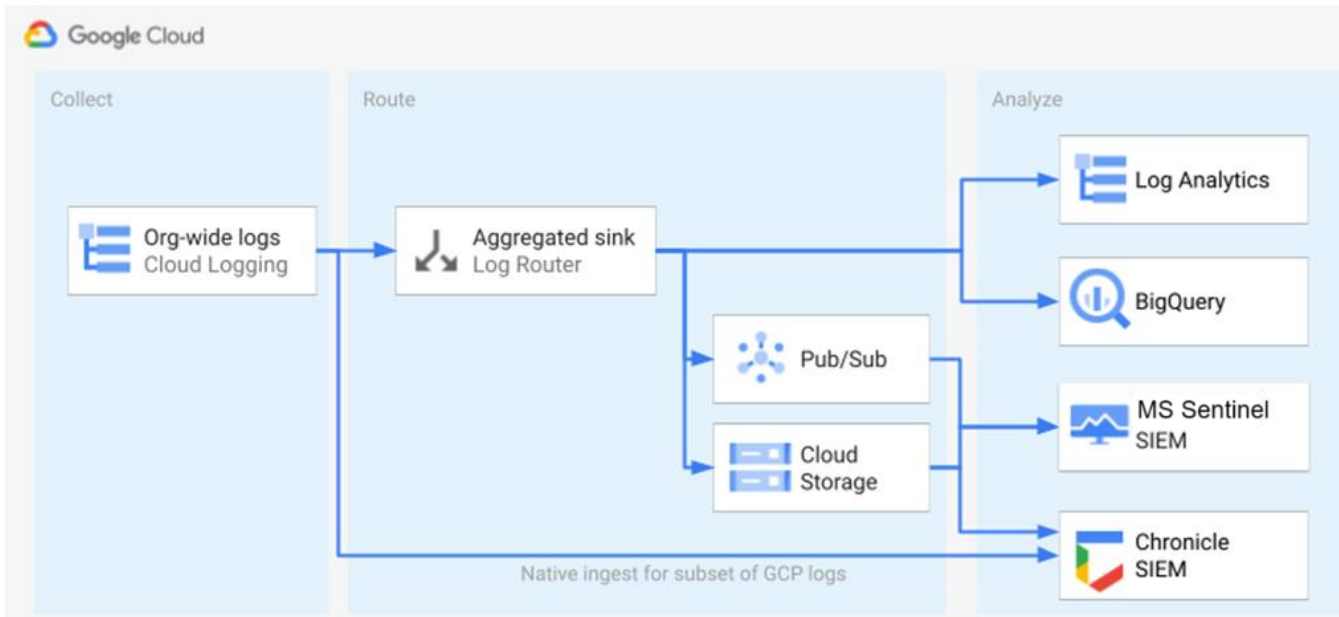 Google Cloud
Collect
Route
Analyze
Org-wide logs
Cloud Logging
Aggregated sink
Log Router
Pub/Sub
Cloud
Storage
Log Analytics
BigQuery
MS Sentinel
SIEM
Chronicle
SIEM
Native ingest for subset of GCP logs